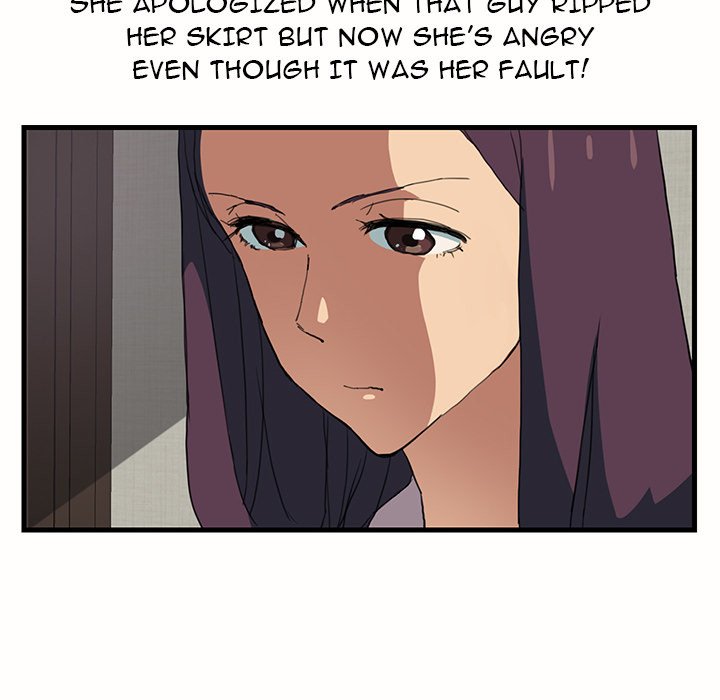 SHE APOLOGIZED WHEN THAT GUY RIPPED
HER SKIRT BUT NOW SHE'S ANGRY
EVEN THOUGH IT WAS HER FAULT!